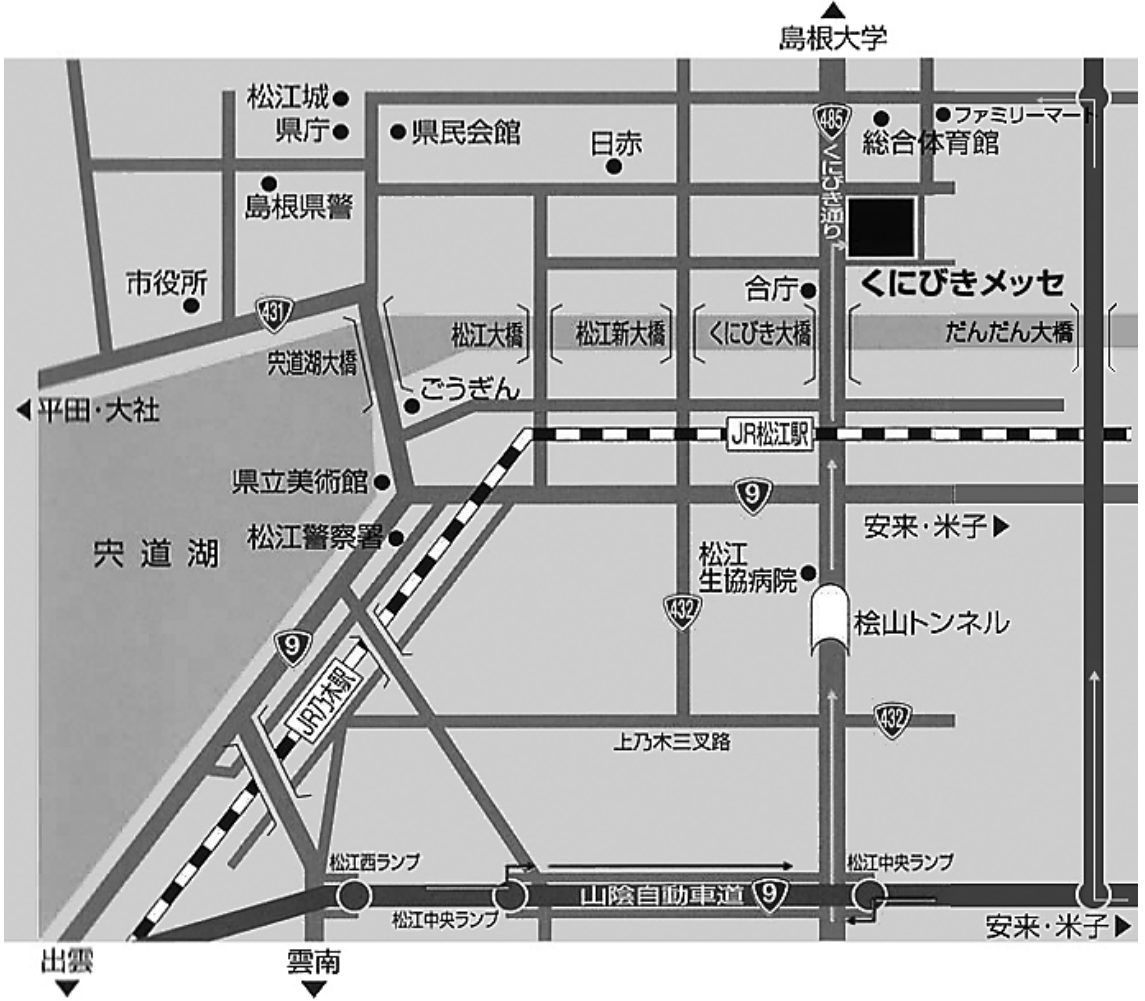 島根大学
松江城
県庁
県民会館
日赤
485
総合体育館
ファミリーマート
くにびき通り
島根県警
市役所
431
合庁
くにびきメッセ
宍道湖大橋
松江大橋
松江新大橋
くにびき大橋
だんだん大橋
平田・大社
ごうぎん
JR松江駅
県立美術館
9
安来・米子
松江警察署
宍道湖
松江
生協病院
432
桧山トンネル
9
JR乃木駅
432
上乃木三叉路
松江西ランプ
松江中央ランプ
山陰自動車道
9
松江中央ランプ
安来・米子
出雲
雲南